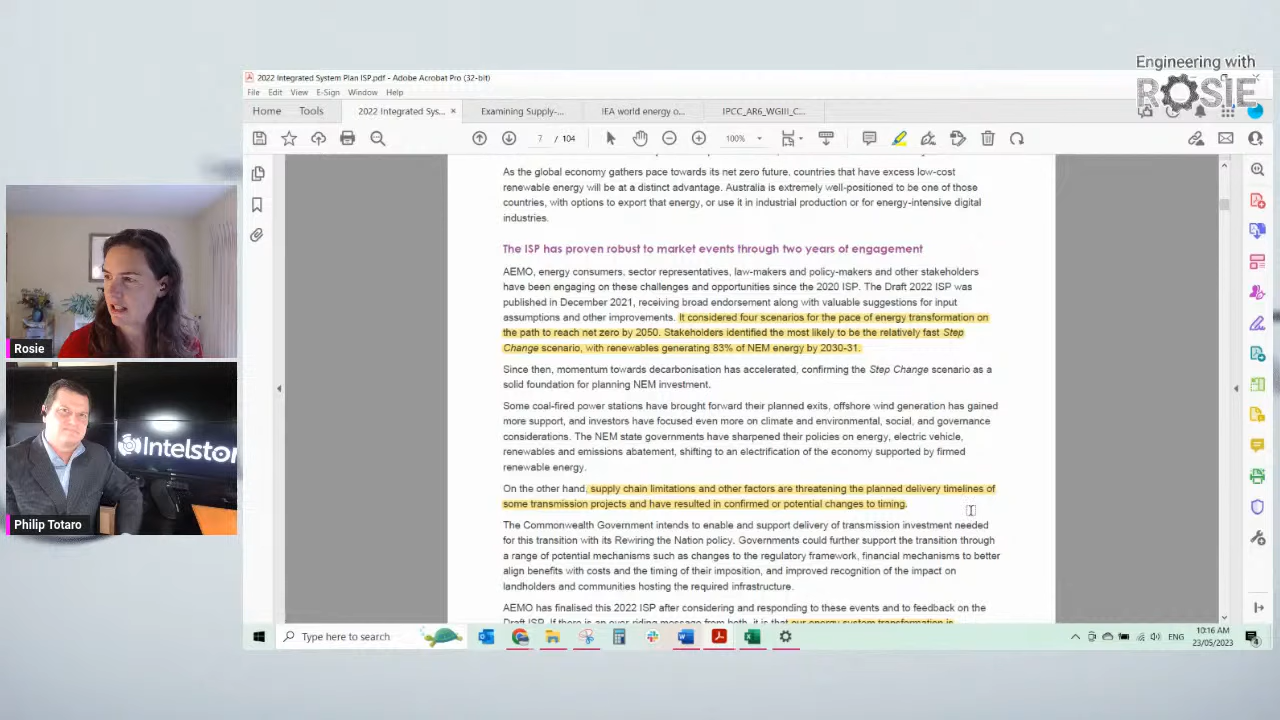 Engineering with
ROSIE
2022 Integrated System Plan ISP.pdf - Adobe Acrobat Pro (32-bit)
File Edit View E-Sign Window Help
Home Tools 2022 Integrated Sys... × Examining Supply-... IEA world energy o... IPCC_AR6_WGIII_C...
7 / 104 100%
As the global economy gathers pace towards its net zero future, countries that have excess low-cost
renewable energy will be at a distinct advantage. Australia is extremely well-positioned to be one of those
countries, with options to export that energy, or use it in industrial production or for energy-intensive digital
industries.
The ISP has proven robust to market events through two years of engagement
AEMO, energy consumers, sector representatives, law-makers and policy-makers and other stakeholders
have been engaging on these challenges and opportunities since the 2020 ISP. The Draft 2022 ISP was
published in December 2021, receiving broad endorsement along with valuable suggestions for input
assumptions and other improvements. It considered four scenarios for the pace of energy transformation on
the path to reach net zero by 2050. Stakeholders identified the most likely to be the relatively fast Step
Change scenario, with renewables generating 83% of NEM energy by 2030-31.
Since then, momentum towards decarbonisation has accelerated, confirming the Step Change scenario as a
solid foundation for planning NEM investment.
Some coal-fired power stations have brought forward their planned exits, offshore wind generation has gained
more support, and investors have focused even more on climate and environmental, social, and governance
considerations. The NEM state governments have sharpened their policies on energy, electric vehicle,
renewables and emissions abatement, shifting to an electrification of the economy supported by firmed
renewable energy.
On the other hand, supply chain limitations and other factors are threatening the planned delivery timelines of
some transmission projects and have resulted in confirmed or potential changes to timing.
The Commonwealth Government intends to enable and support delivery of transmission investment needed
for this transition with its Rewiring the Nation policy. Governments could further support the transition through
a range of potential mechanisms such as changes to the regulatory framework, financial mechanisms to better
align benefits with costs and the timing of their imposition, and improved recognition of the impact on
landholders and communities hosting the required infrastructure.
AEMO has finalised this 2022 ISP after considering and responding to these events and to feedback on the
Draft ISP. If there is an over-riding message from both, it is that our energy system transformation is
Rosie
Intelstor
Philip Totaro
Type here to search
ENG
10:16 AM
23/05/2023